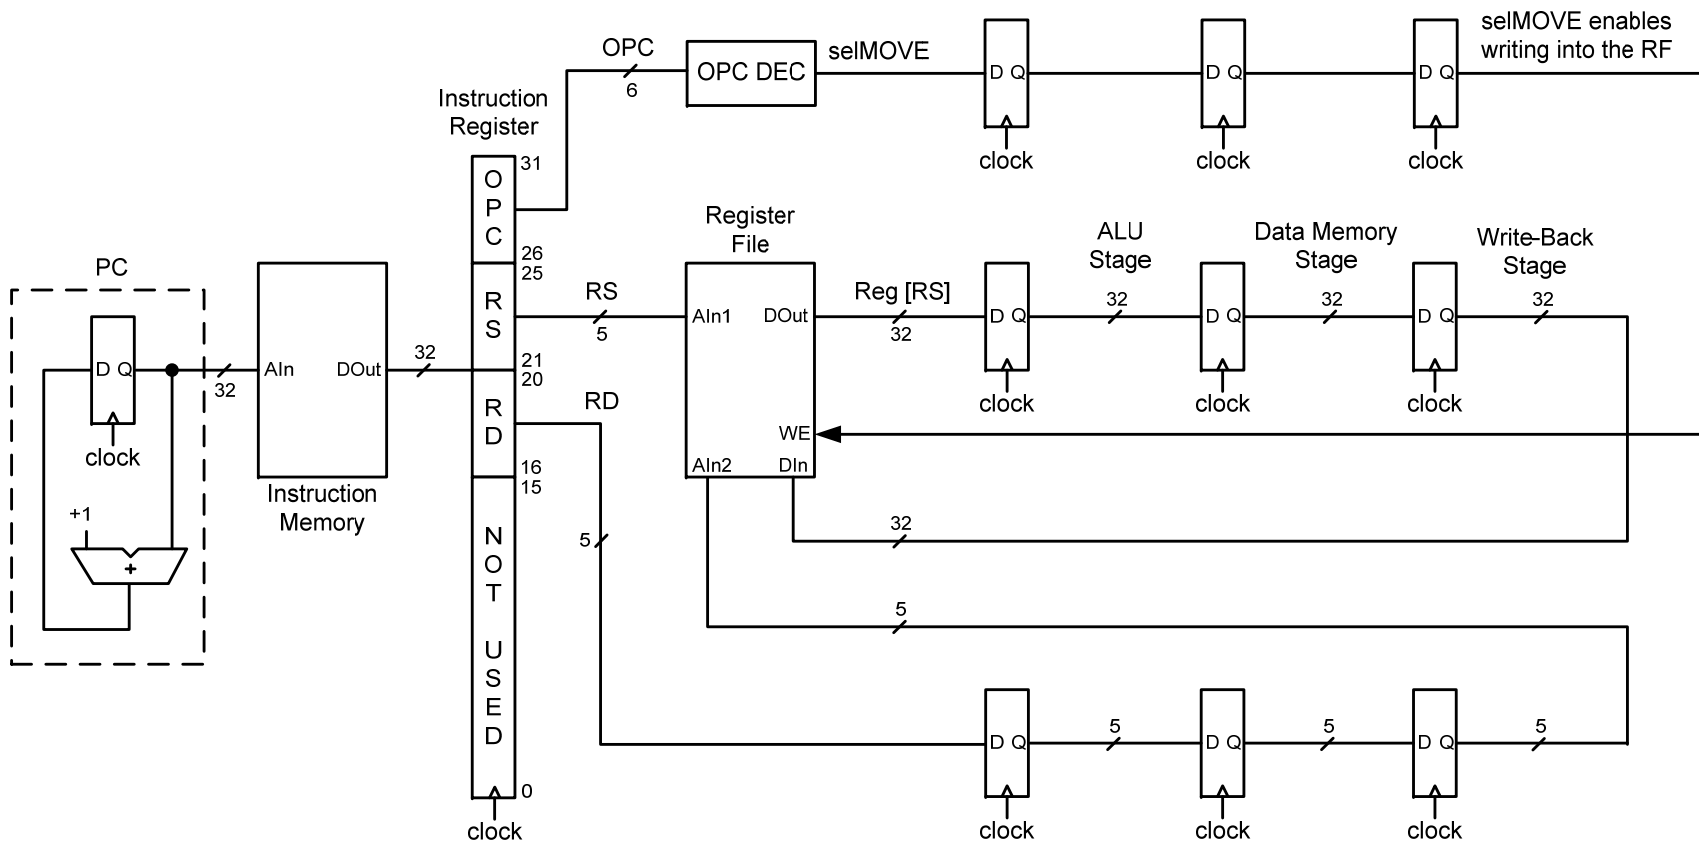 selMOVE enables
writing into the RF
OPC
6
OPC DEC
selMOVE
D Q
clock
D Q
clock
D Q
clock
Instruction
Register
31
O
P
C
26
25
R
S
21
20
R
D
16
15
N
O
T
U
S
E
D
0
clock
PC
D Q
clock
+1
+
32
AIn
DOut
Instruction
Memory
32
RS
5
RD
5
Register
File
AIn1
DOut
WE
AIn2
DIn
Reg [RS]
32
D Q
clock
ALU
Stage
32
D Q
clock
Data Memory
Stage
32
D Q
clock
Write-Back
Stage
32
32
5
D Q
clock
5
D Q
clock
5
D Q
clock
5